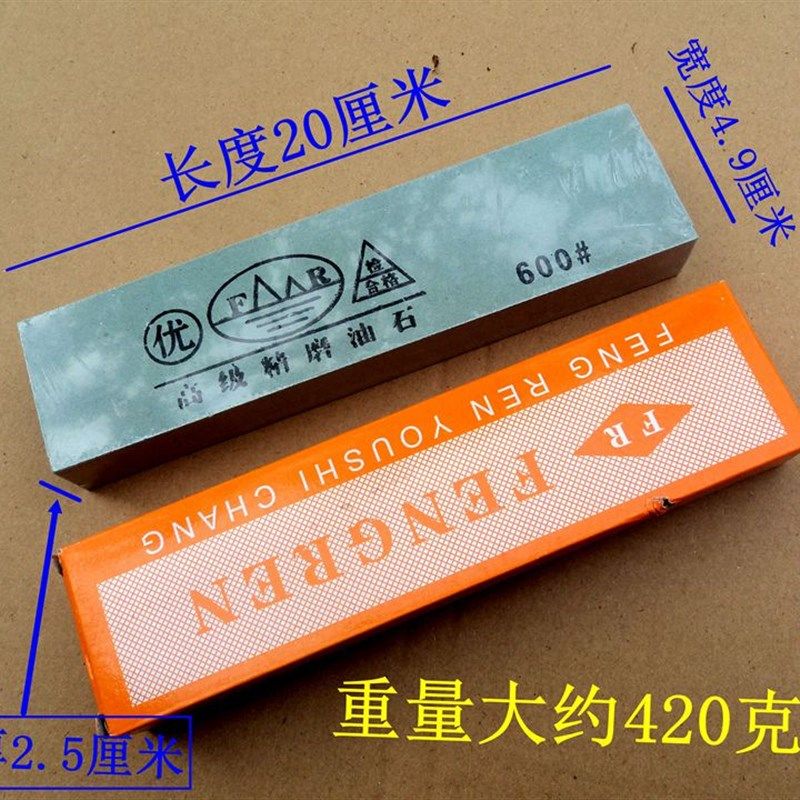 长度20厘米
宽度4.9厘米
优
FAAR
检
合格
600#
高级精磨油石
FENG REN YOUSHI CHANG
FR
FENGREN
厚2.5厘米
重量大约420克